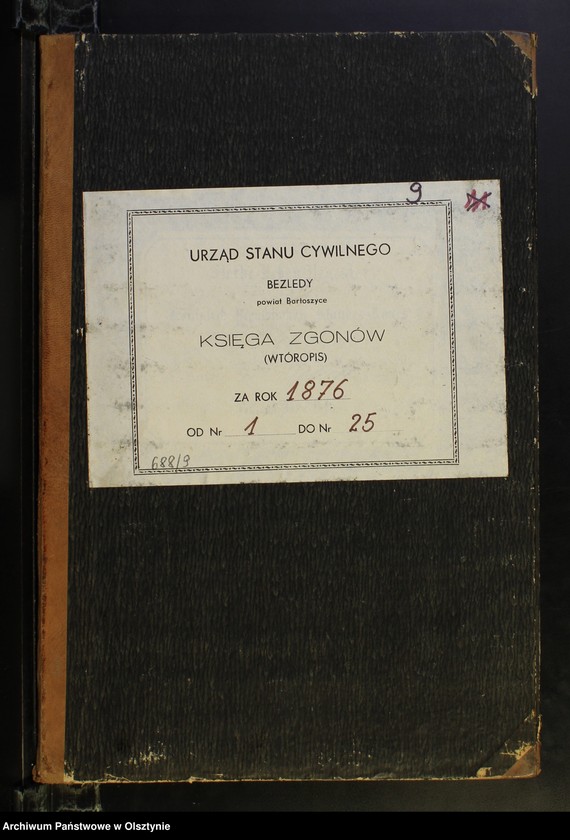 9
URZĄD STANU CYWILNEGO
BEZLEDY
powiat Bartoszyce
KSIĘGA ZGONÓW
(WTÓROPIS)
ZA ROK 1876
OD Nr 1 DO Nr 25
688/9
Archiwum Państwowe w Olsztynie